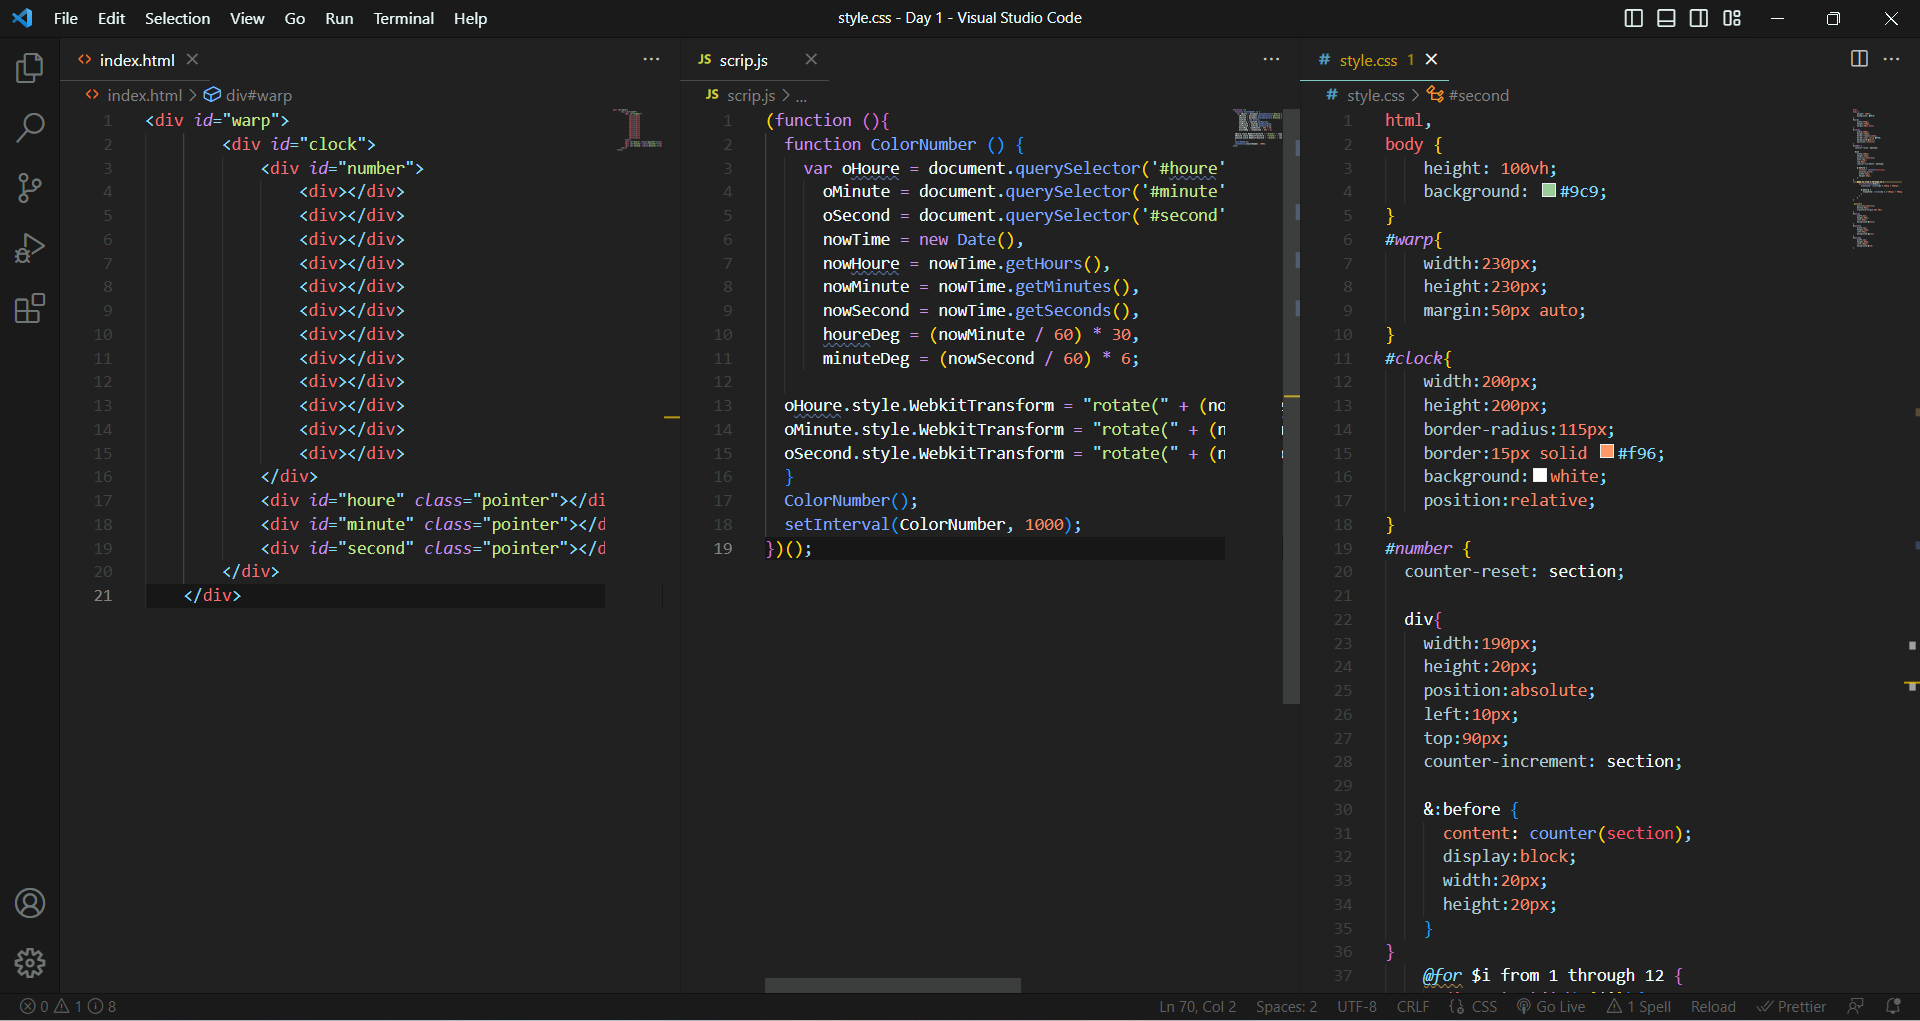 File Edit Selection View Go Run Terminal Help
style.css - Day 1 - Visual Studio Code
index.html
index.html > div#warp
1 <div id="warp">
2 <div id="clock">
3 <div id="number">
4 <div></div>
5 <div></div>
6 <div></div>
7 <div></div>
8 <div></div>
9 <div></div>
10 <div></div>
11 <div></div>
12 <div></div>
13 <div></div>
14 <div></div>
15 <div></div>
16 </div>
17 <div id="houre" class="pointer"></di
18 <div id="minute" class="pointer"></d
19 <div id="second" class="pointer"></d
20 </div>
21 </div>
JS scrip.js
JS scrip.js > ...
1 (function (){
2 function ColorNumber () {
3 var oHoure = document.querySelector('#houre'
4 oMinute = document.querySelector('#minute'
5 oSecond = document.querySelector('#second'
6 nowTime = new Date(),
7 nowHoure = nowTime.getHours(),
8 nowMinute = nowTime.getMinutes(),
9 nowSecond = nowTime.getSeconds(),
10 houreDeg = (nowMinute / 60) * 30,
11 minuteDeg = (nowSecond / 60) * 6;
12
13 oHoure.style.WebkitTransform = "rotate(" + (no
14 oMinute.style.WebkitTransform = "rotate(" + (n
15 oSecond.style.WebkitTransform = "rotate(" + (n
16 }
17 ColorNumber();
18 setInterval(ColorNumber, 1000);
19 })();
# style.css 1
# style.css > #second
1 html,
2 body {
3 height: 100vh;
4 background: #9c9;
5 }
6 #warp{
7 width:230px;
8 height:230px;
9 margin:50px auto;
10 }
11 #clock{
12 width:200px;
13 height:200px;
14 border-radius:115px;
15 border:15px solid #f96;
16 background:white;
17 position:relative;
18 }
19 #number {
20 counter-reset: section;
21
22 div{
23 width:190px;
24 height:20px;
25 position:absolute;
26 left:10px;
27 top:90px;
28 counter-increment: section;
29
30 &:before {
31 content: counter(section);
32 display:block;
33 width:20px;
34 height:20px;
35 }
36 }
37 @for $i from 1 through 12 {
0 1 8
Ln 70, Col 2 Spaces: 2 UTF-8 CRLF {} CSS Go Live 1 Spell Reload Prettier